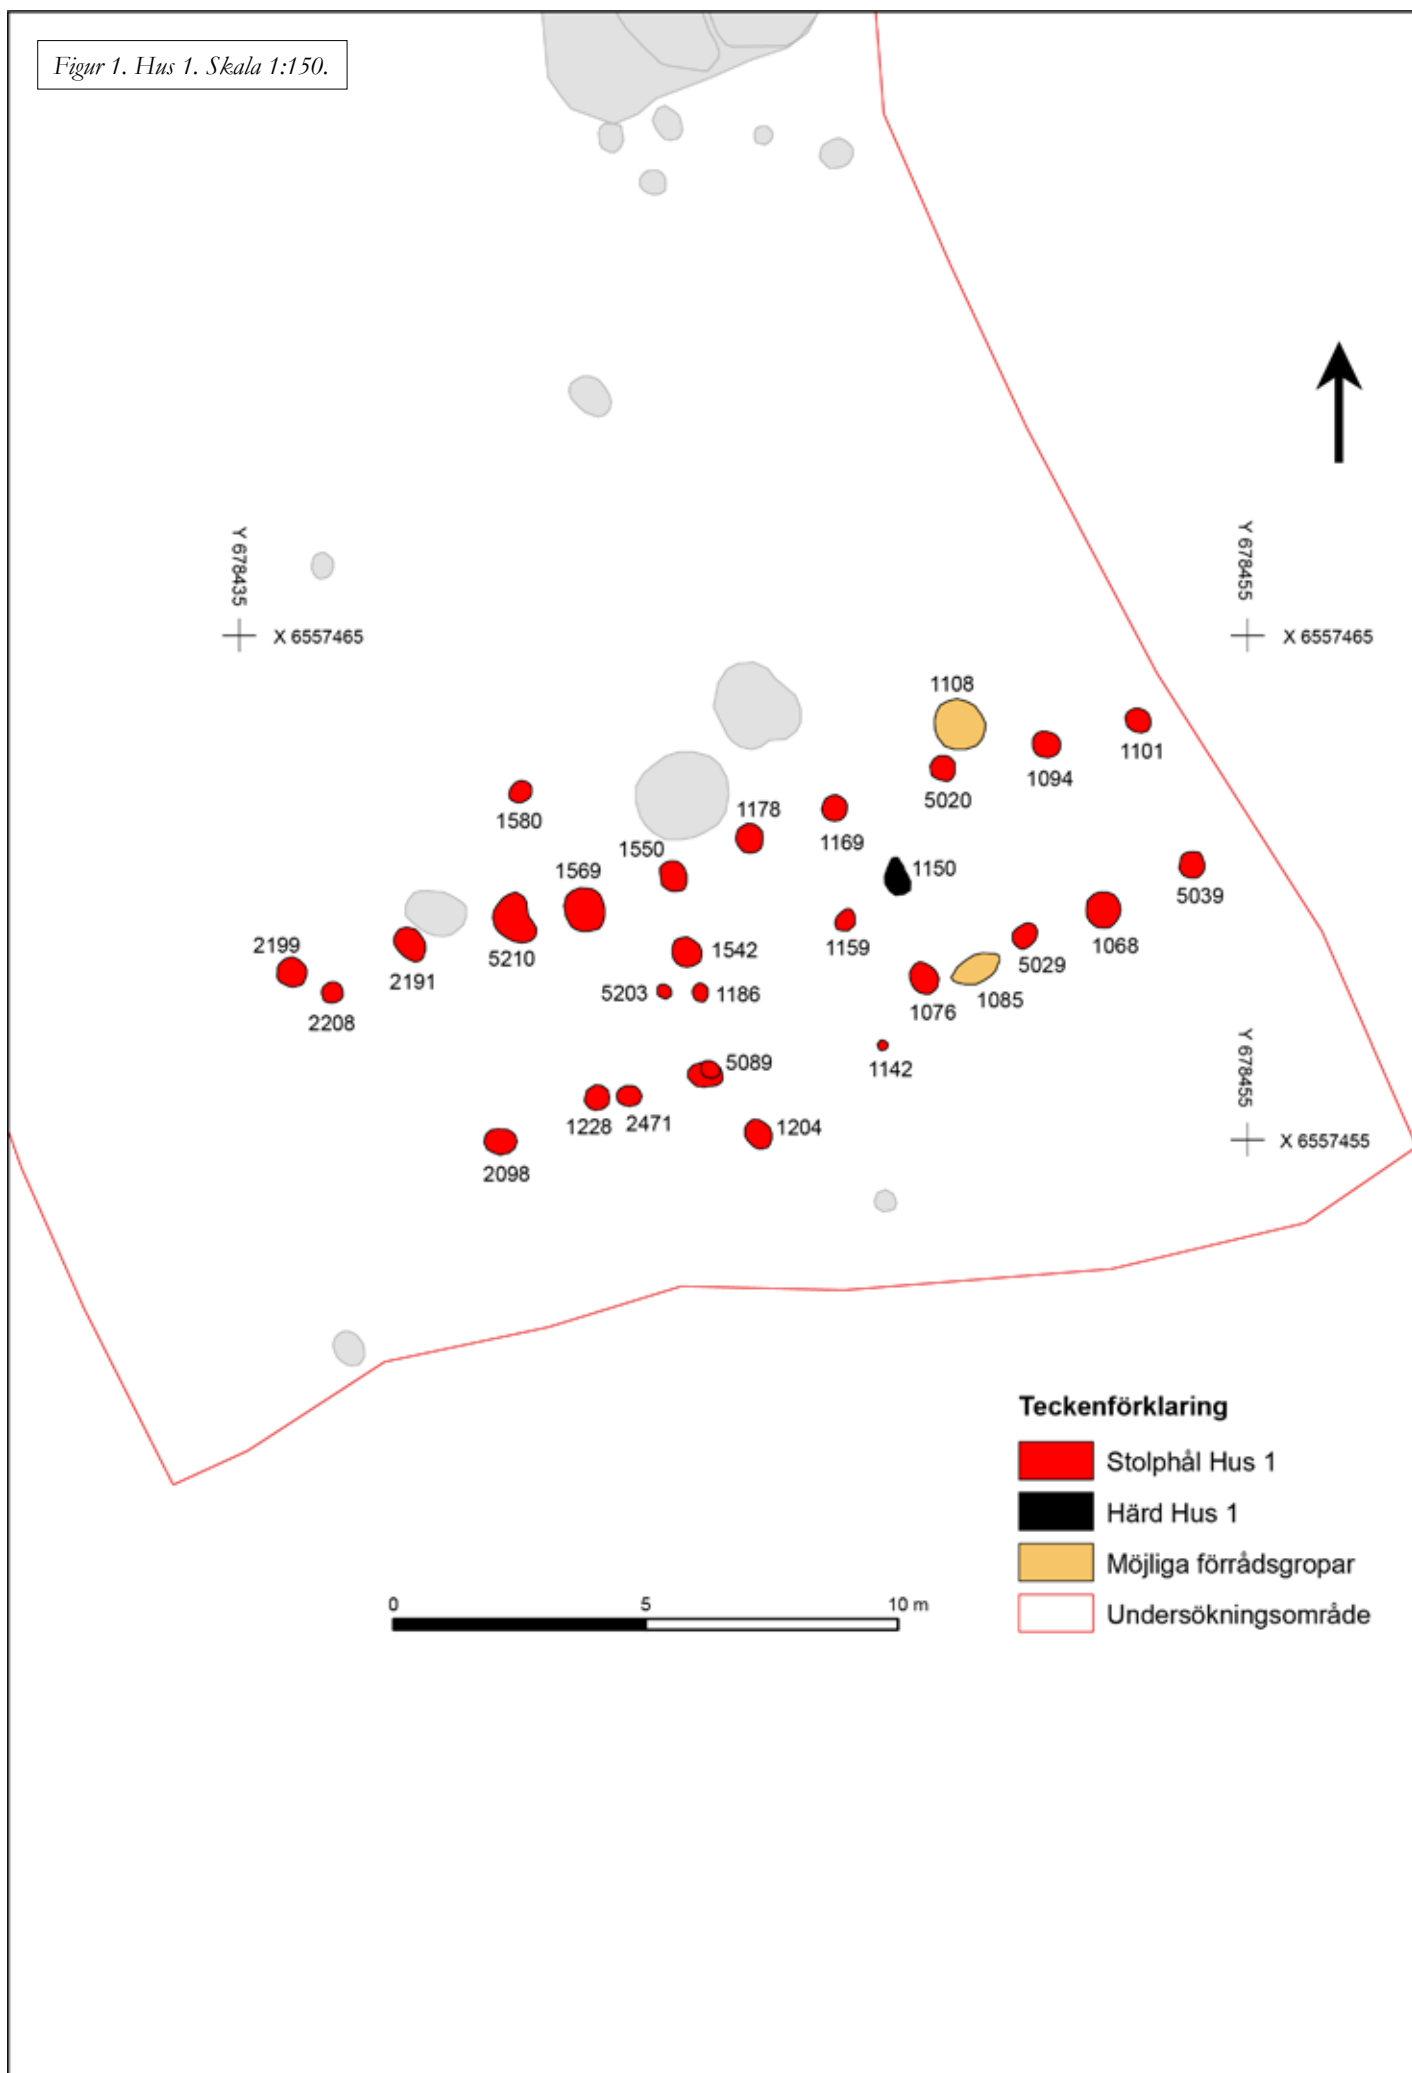 Figur 1. Hus 1. Skala 1:150.
Y 678435
X 6557465
Y 678455
X 6557465
1108
1101
1094
5020
1580
1178
1169
1550
1569
1150
5039
2199
5210
2191
1542
1159
1068
5029
5203
1186
1085
1076
2208
5089
1142
Y 678455
X 6557455
1228
2471
1204
2098
Teckenförklaring
Stolphål Hus 1
Härd Hus 1
Möjliga förrådsgropar
Undersökningsområde
0 5 10 m